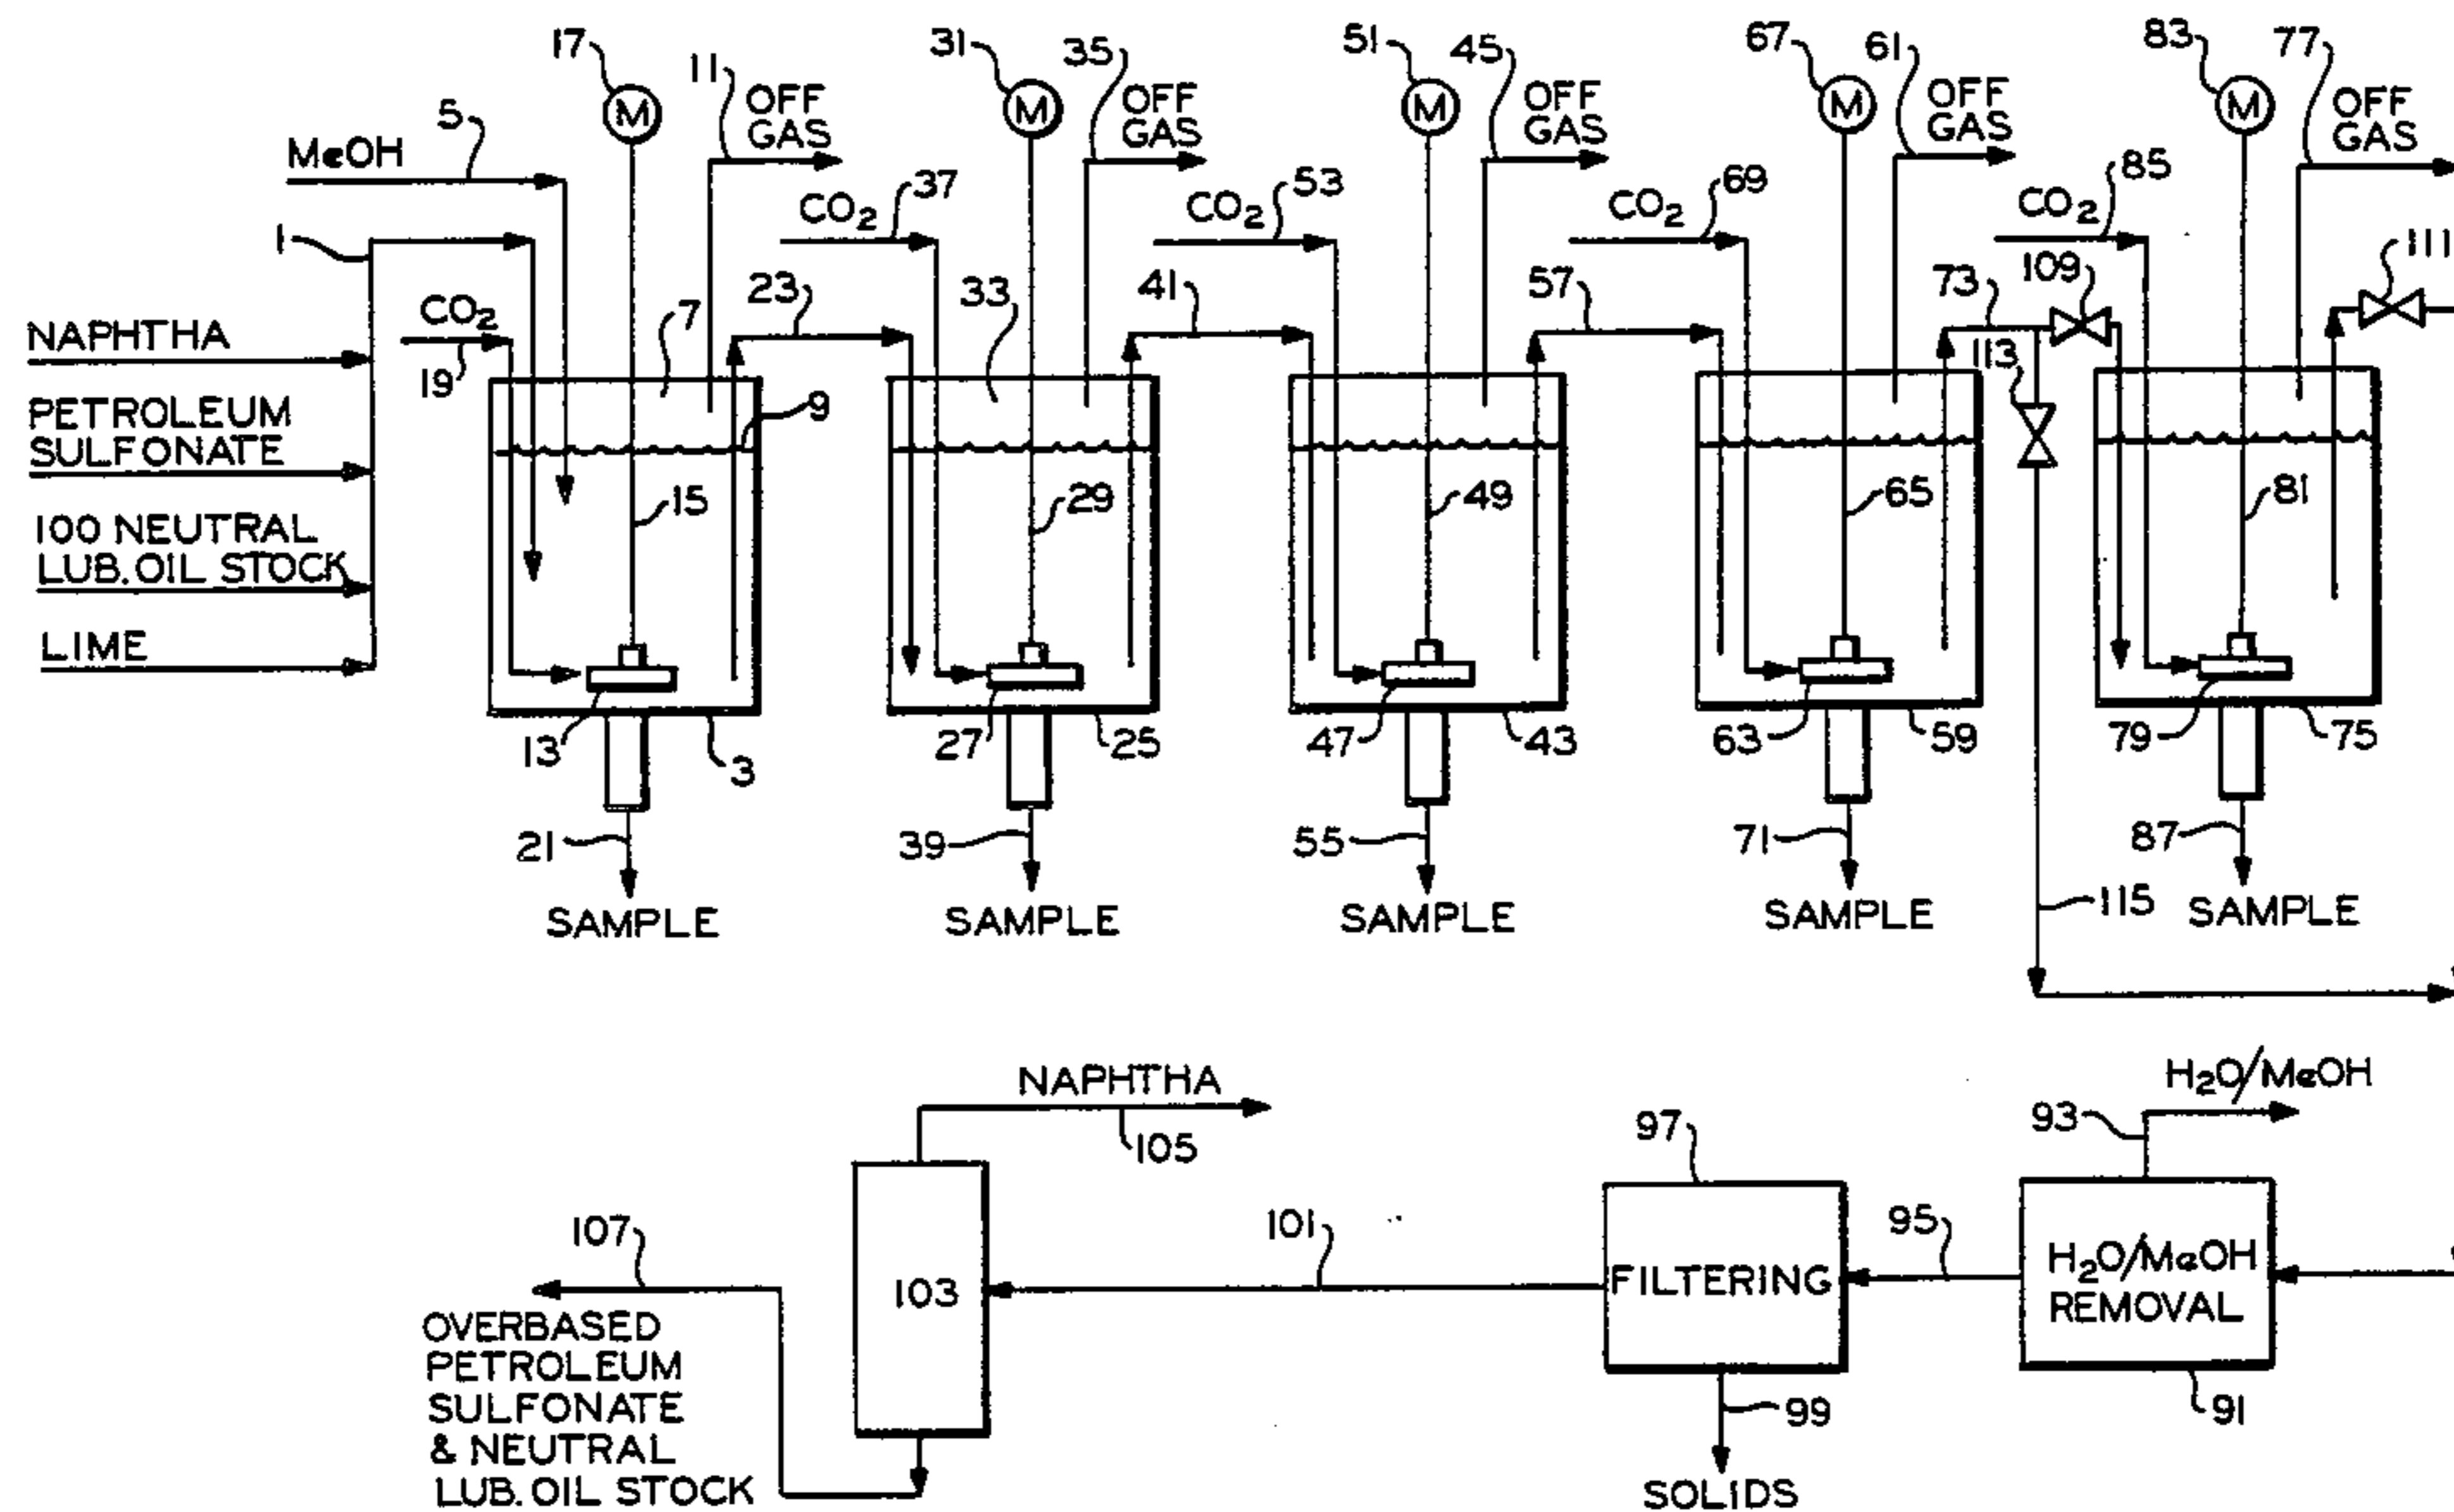 17
31
51
67
83
11
35
45
61
77
OFF
GAS
OFF
GAS
OFF
GAS
OFF
GAS
OFF
GAS
M
M
M
M
M
5
MeOH
37
53
69
85
CO2
CO2
CO2
CO2
1
111
109
23
33
41
57
73
7
CO2
NAPHTHA
19
113
9
PETROLEUM
SULFONATE
15
29
49
65
81
100 NEUTRAL
LUB. OIL STOCK
LIME
13
3
27
25
47
43
63
59
79
75
21
39
55
71
87
SAMPLE
SAMPLE
SAMPLE
SAMPLE
SAMPLE
115
NAPHTHA
105
H2O/MeOH
93
97
107
101
95
103
FILTERING
H2O/MeOH
REMOVAL
OVERBASED
PETROLEUM
SULFONATE
& NEUTRAL
LUB. OIL STOCK
99
91
SOLIDS